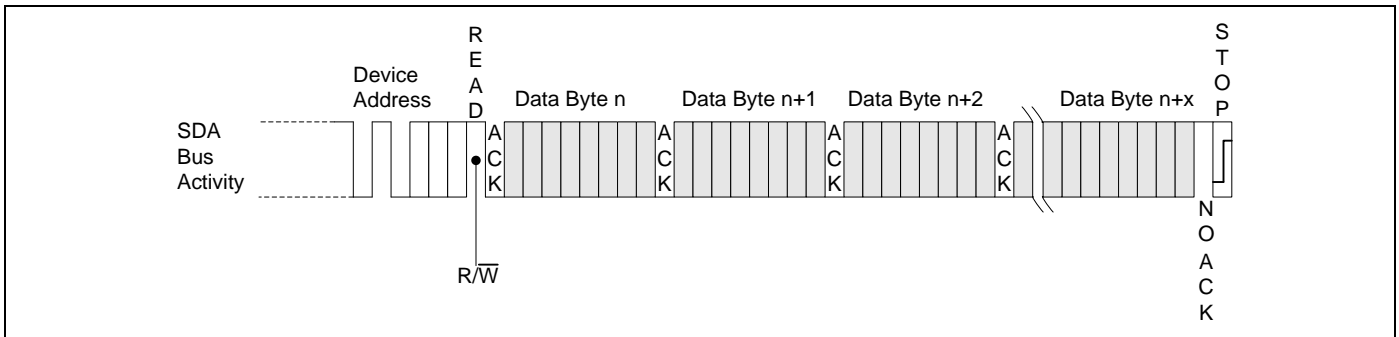 READ
STOP
Device
Address
Data Byte n
Data Byte n+1
Data Byte n+2
Data Byte n+x
SDA
Bus
Activity
ACK
ACK
ACK
ACK
NO ACK
R/W̅